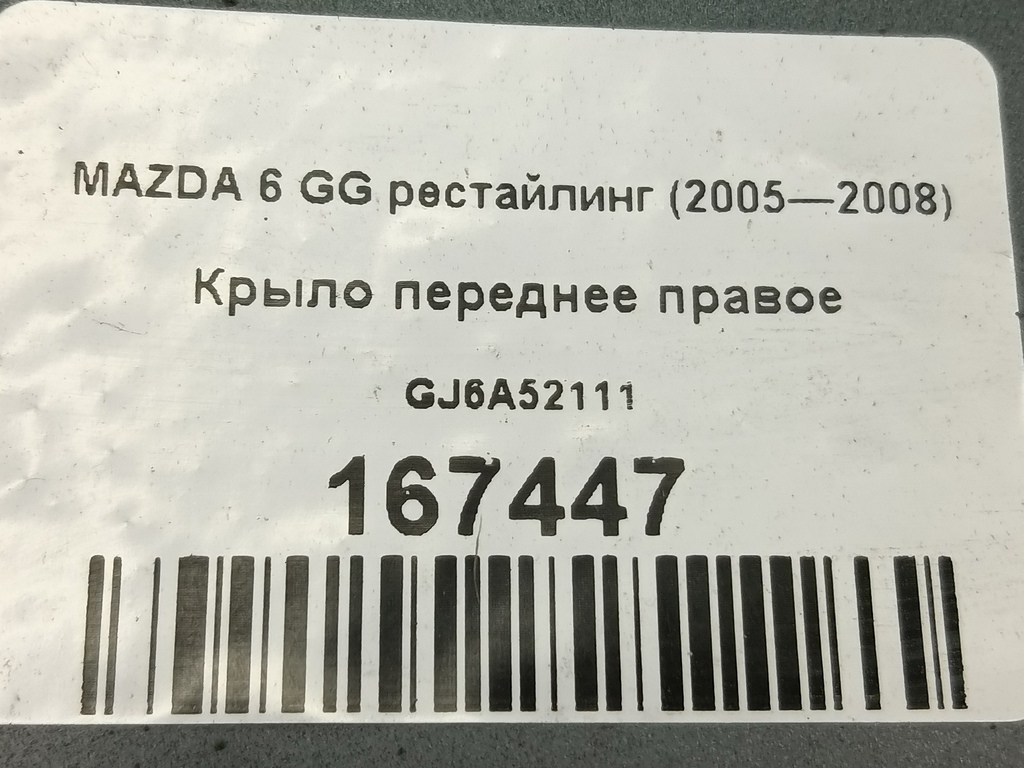 MAZDA 6 GG рестайлинг (2005—2008)
Крыло переднее правое
GJ6A52111
167447